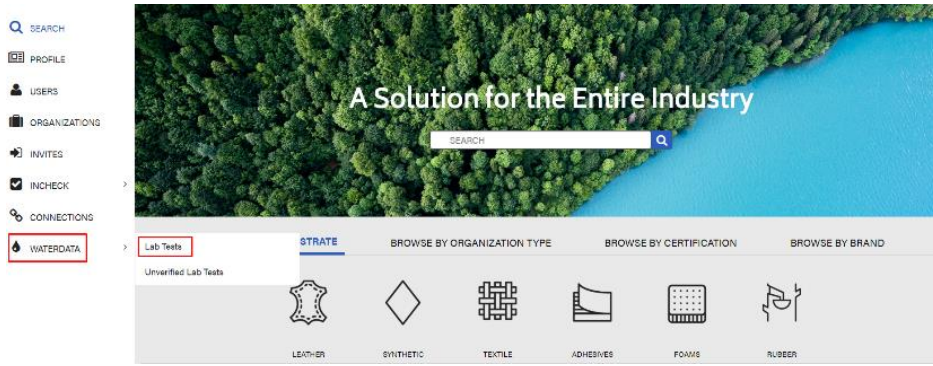 SEARCH
PROFILE
USERS
ORGANIZATIONS
INVITES
INCHECK
CONNECTIONS
WATERDATA
A Solution for the Entire Industry
SEARCH
Lab Tests
Unverified Lab Tests
STRATE
BROWSE BY ORGANIZATION TYPE
BROWSE BY CERTIFICATION
BROWSE BY BRAND
LEATHER
SYNTHETIC
TEXTILE
ADHESIVES
FOAMS
RUBBER